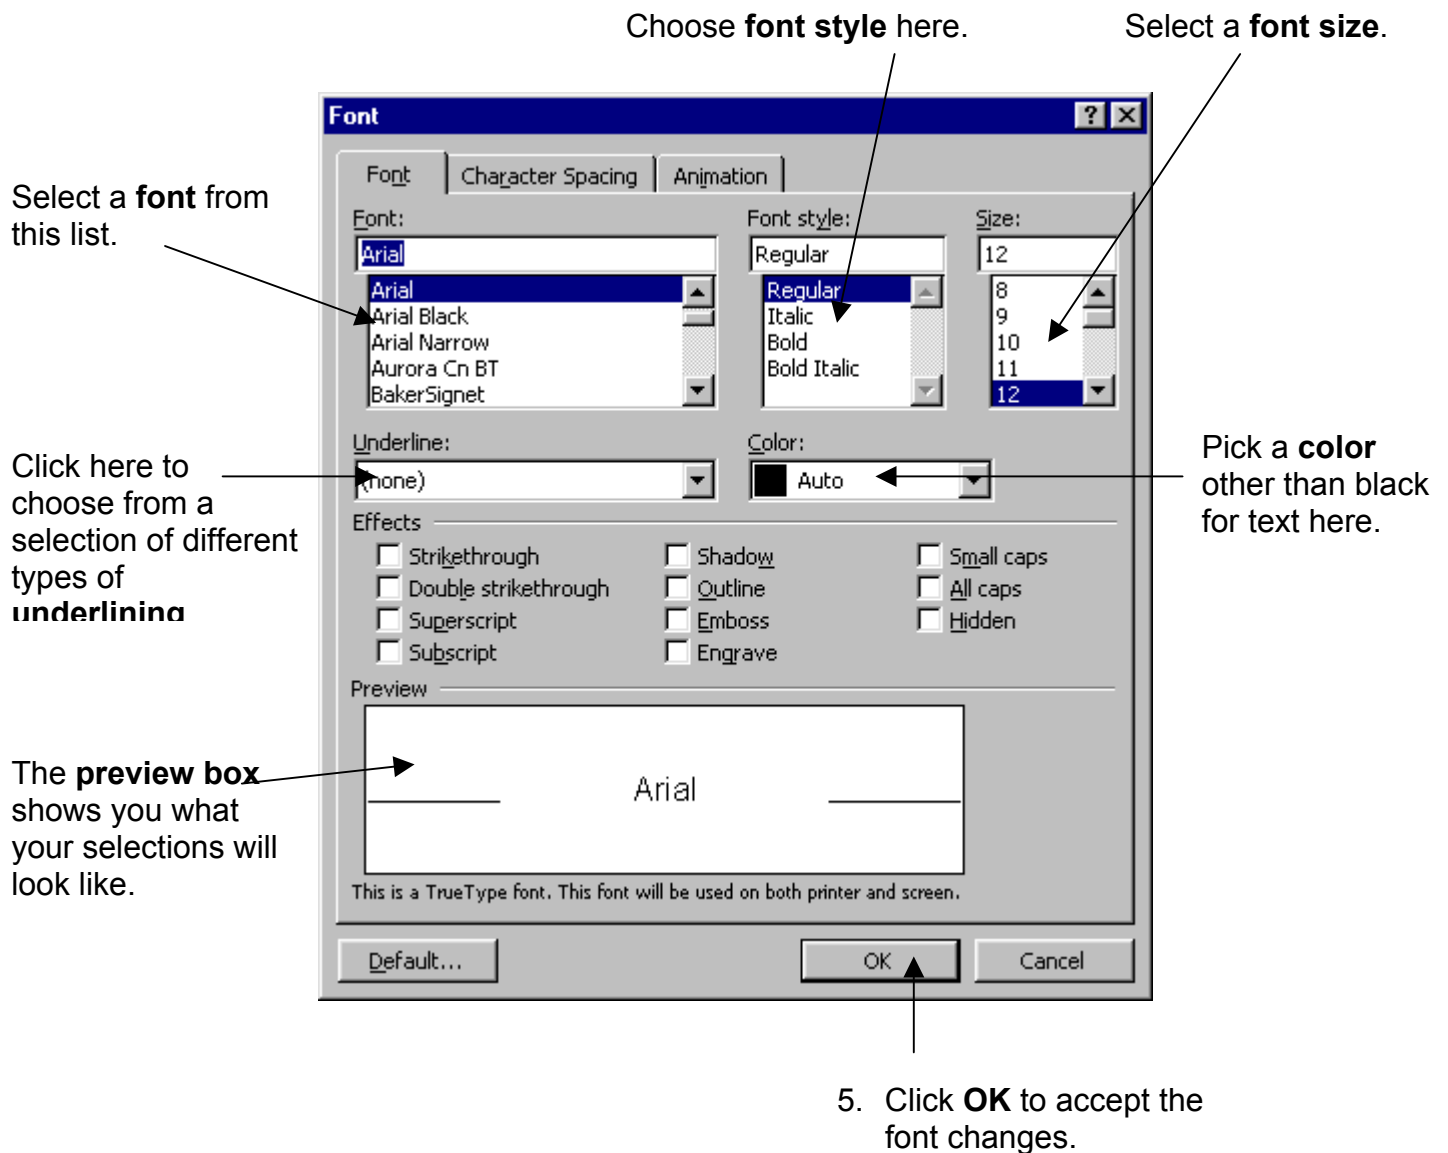 Choose font style here.
Select a font size.
Font
Font
Character Spacing
Animation
Select a font from
this list.
Font:
Font style:
Size:
Arial
Regular
12
Arial
Arial Black
Arial Narrow
Aurora Cn BT
BakerSignet
Regular
Italic
Bold
Bold Italic
8
9
10
11
12
Click here to
choose from a
selection of different
types of
underlining
Underline:
Color:
(none)
Auto
Pick a color
other than black
for text here.
Effects
Strikethrough
Double strikethrough
Superscript
Subscript
Shadow
Outline
Emboss
Engrave
Small caps
All caps
Hidden
Preview
The preview box
shows you what
your selections will
look like.
Arial
This is a TrueType font. This font will be used on both printer and screen.
Default...
OK
Cancel
5. Click OK to accept the
font changes.